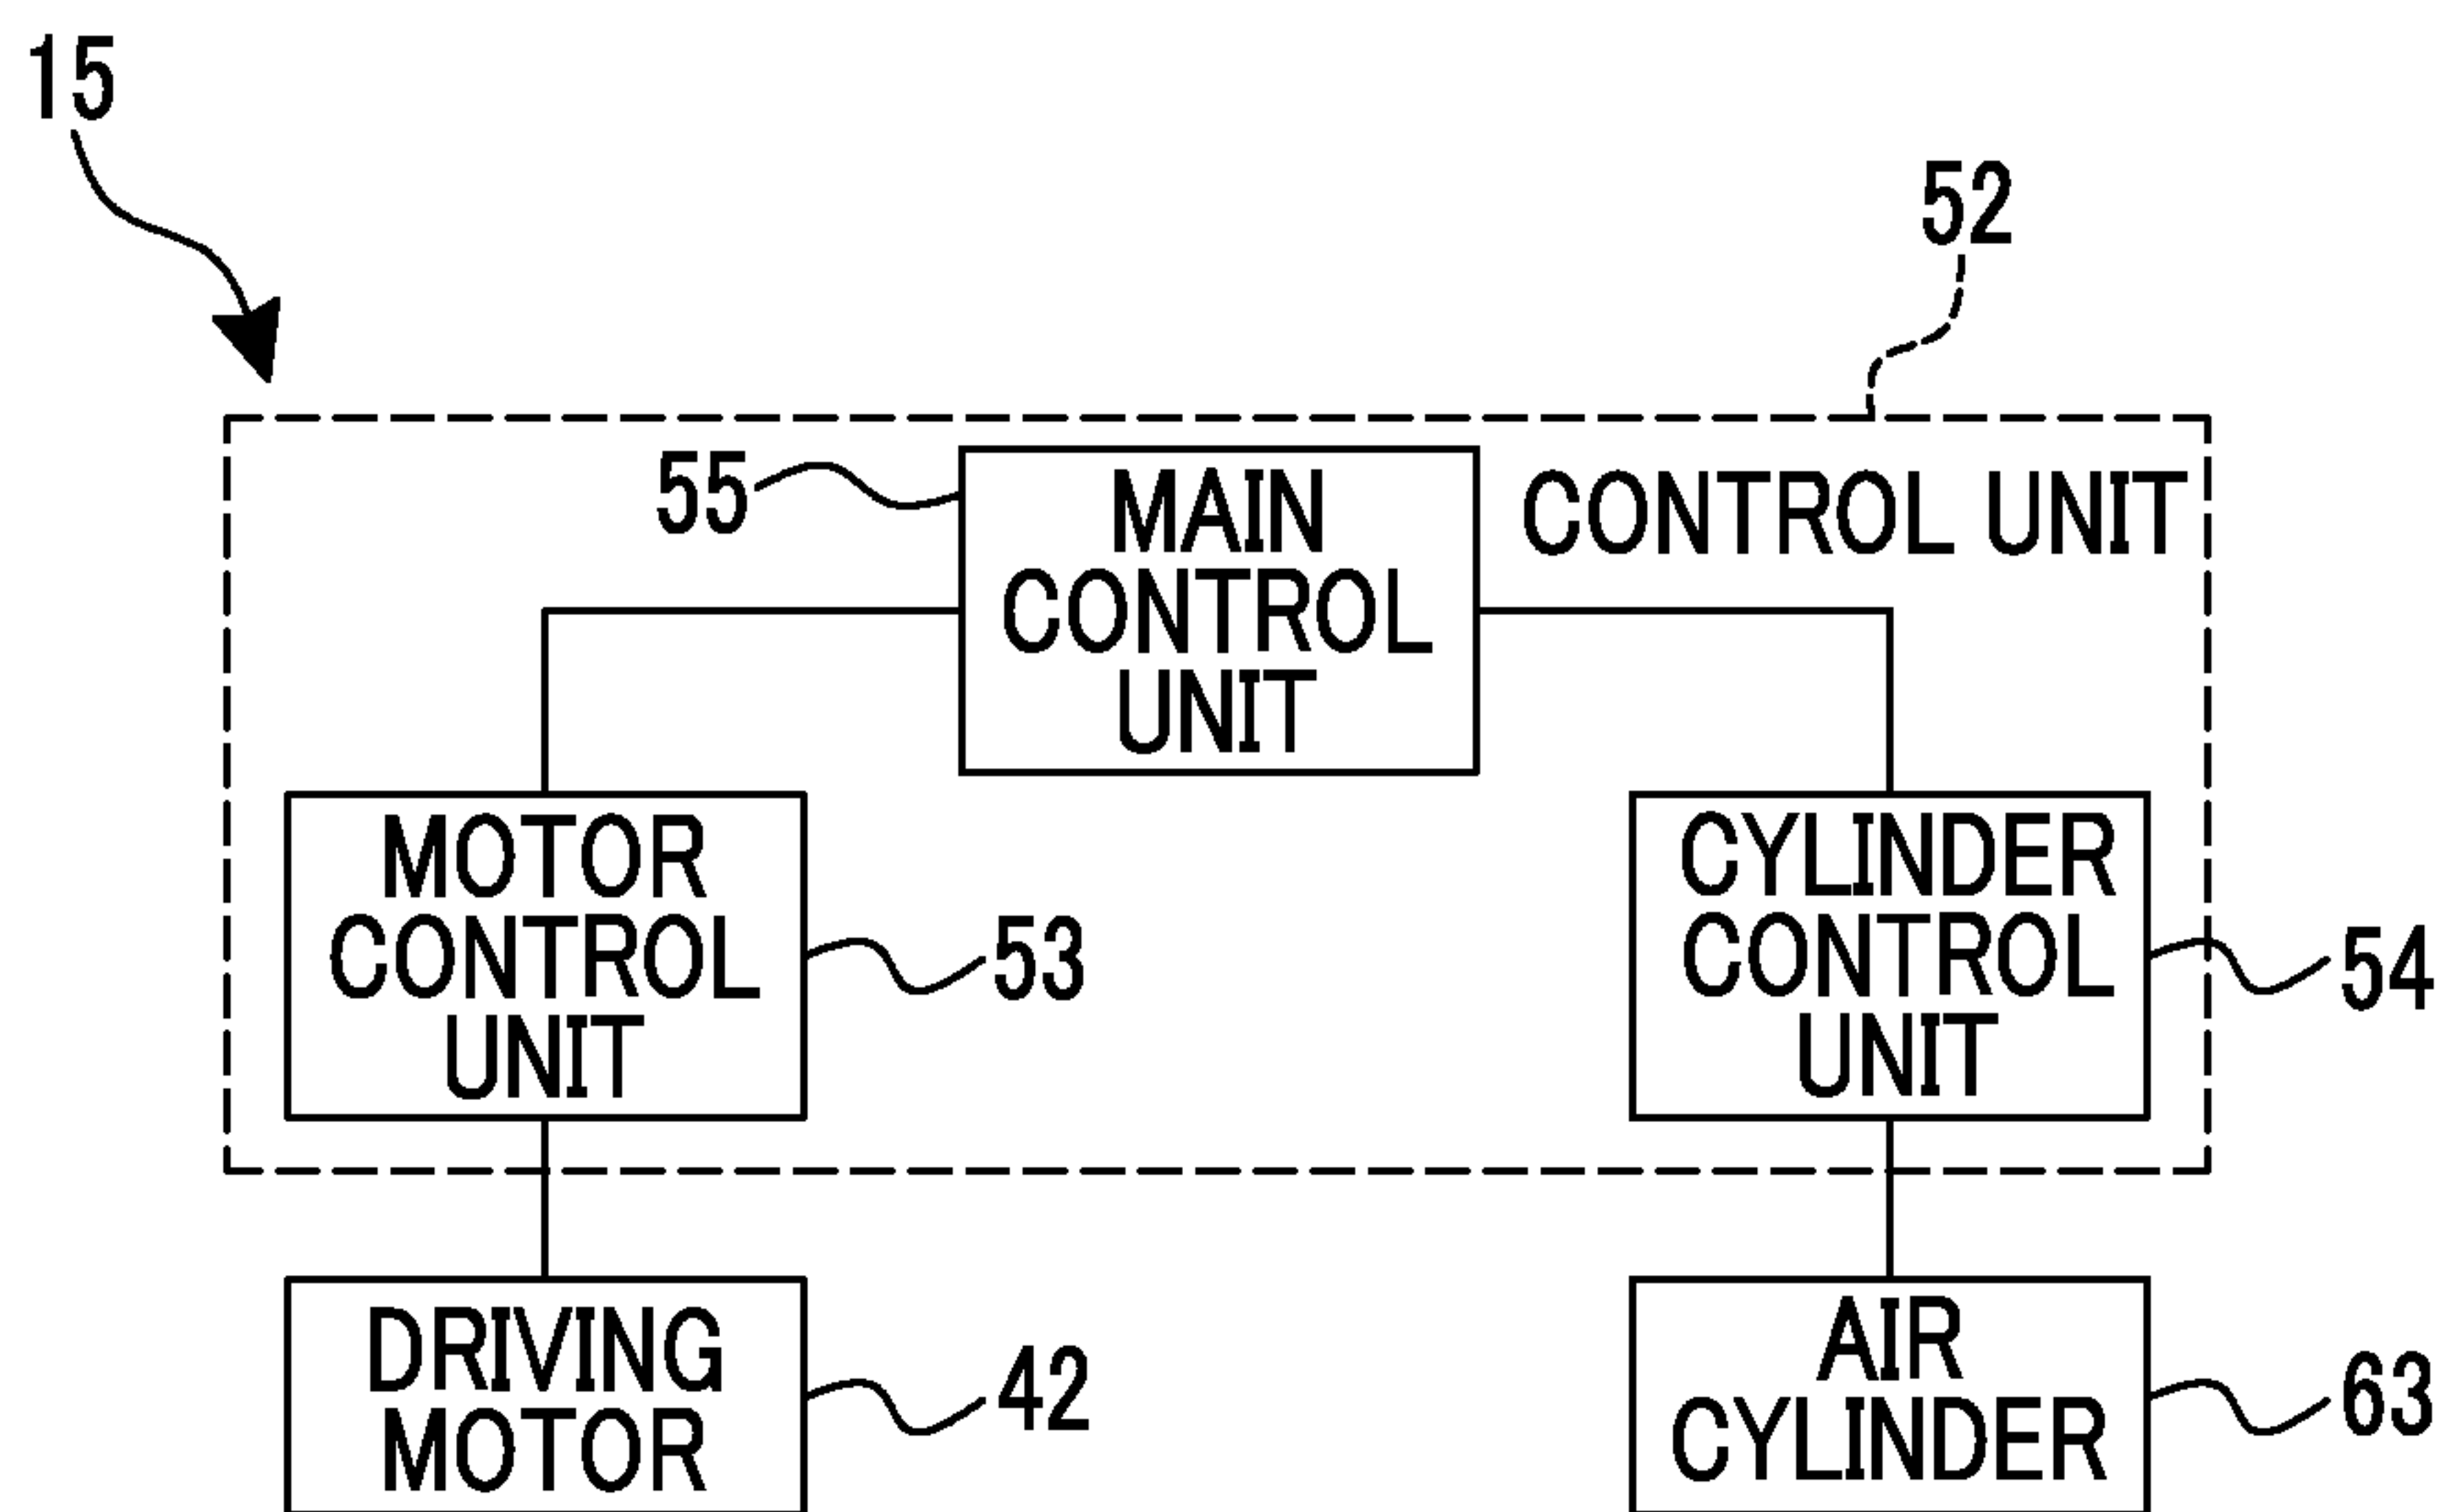 15
52
55
MAIN
CONTROL
UNIT
CONTROL UNIT
MOTOR
CONTROL
UNIT
53
CYLINDER
CONTROL
UNIT
54
DRIVING
MOTOR
42
AIR
CYLINDER
63